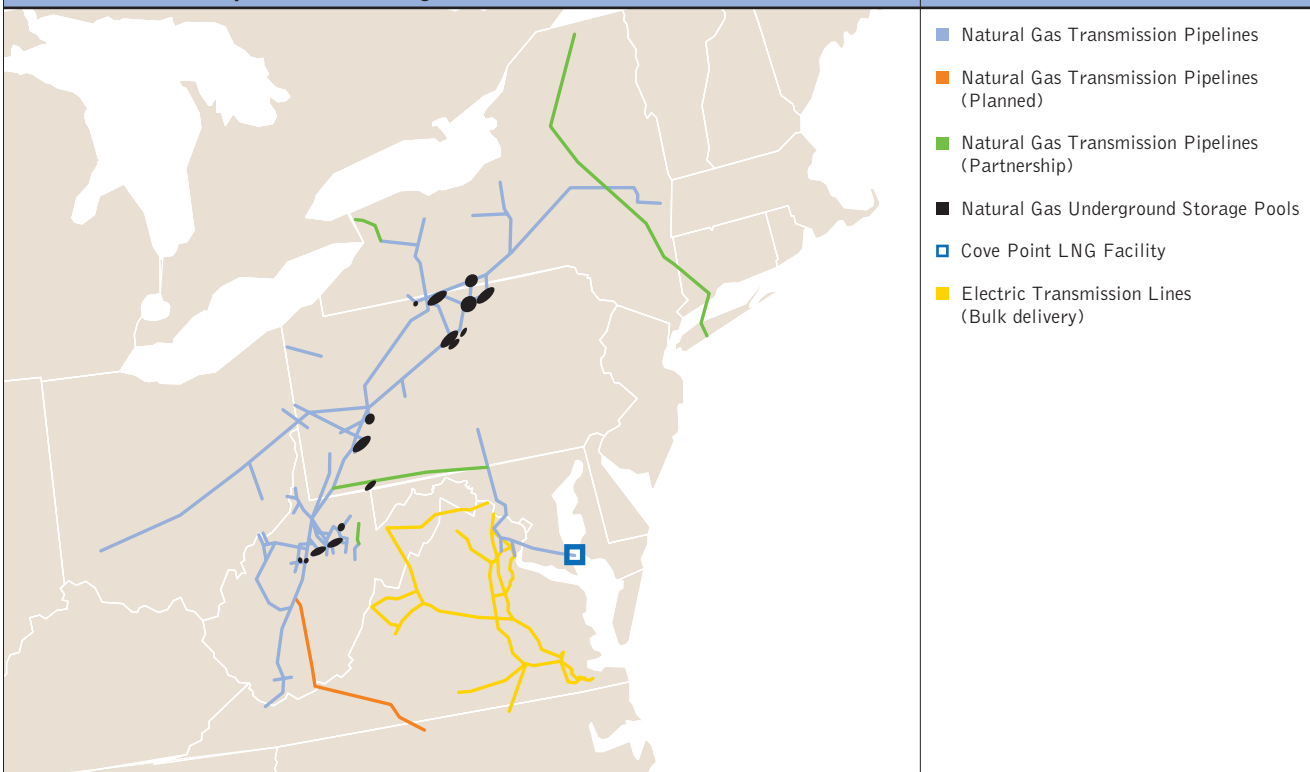 Natural Gas Transmission Pipelines
Natural Gas Transmission Pipelines
(Planned)
Natural Gas Transmission Pipelines
(Partnership)
Natural Gas Underground Storage Pools
Cove Point LNG Facility
Electric Transmission Lines
(Bulk delivery)